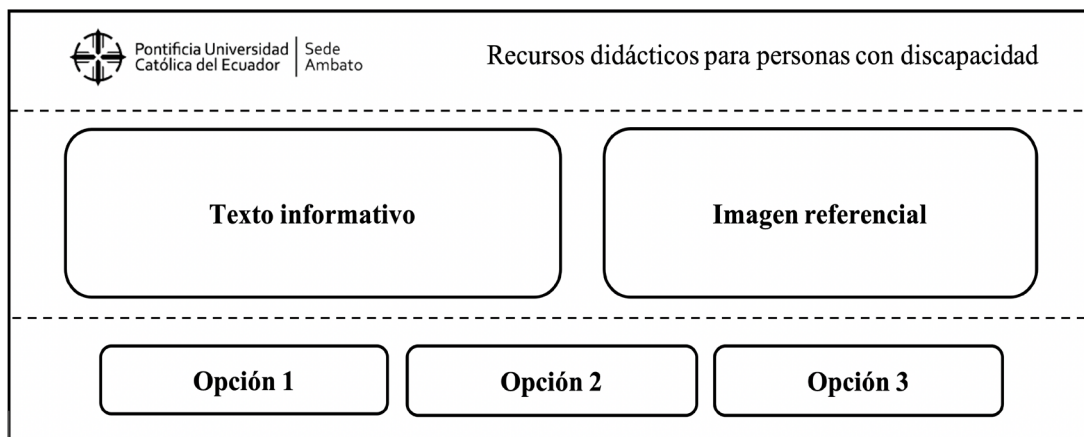 Pontificia Universidad
Católica del Ecuador
Sede
Ambato
Recursos didácticos para personas con discapacidad
Texto informativo
Imagen referencial
Opción 1
Opción 2
Opción 3